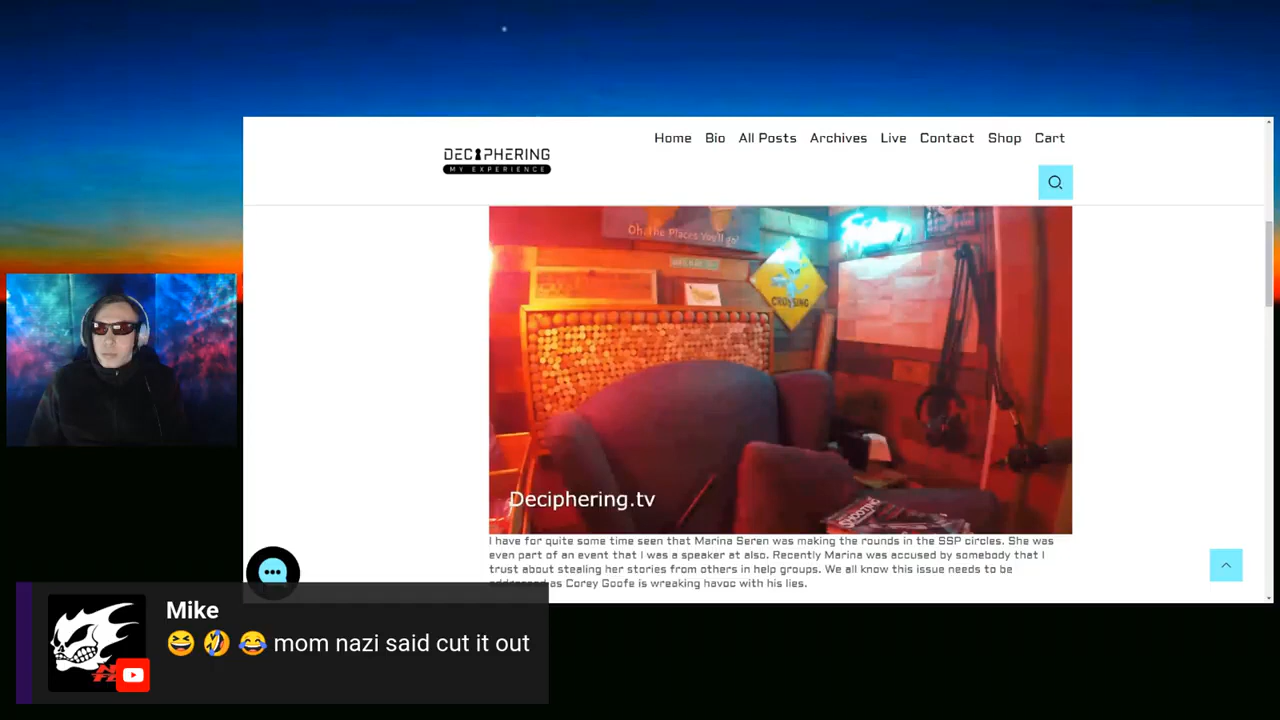 DECIPHERING
MY EXPERIENCE
Home Bio All Posts Archives Live Contact Shop Cart
Oh, The Places You'll go!
CROSSING
SHOOTING
Deciphering.tv
I have for quite some time seen that Marina Seren was making the rounds in the SSP circles. She was
even part of an event that I was a speaker at also. Recently Marina was accused by somebody that I
trust about stealing her stories from others in help groups. We all know this issue needs to be
addressed as Corey Goofe is wreaking havoc with his lies.
Mike
😆 🤣 😂 mom nazi said cut it out